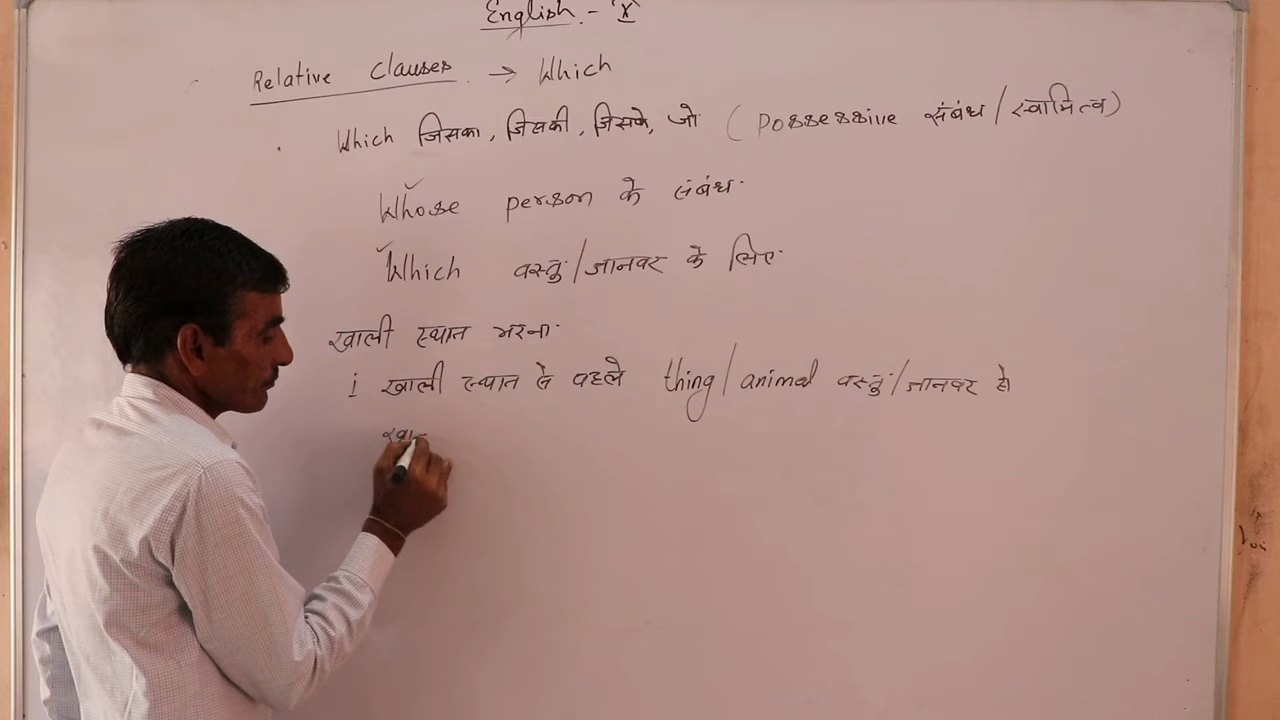 English - X
Relative Clauses. → Which
Which जिसका, जिसकी, जिसके, जो ( Possessive संबंध / स्वामित्व )
Whose person के संबंध.
Which वस्तु / जानवर के लिए.
खाली स्थान भरना.
i खाली स्थान से पहले thing / animal वस्तु / जानवर हो
खा